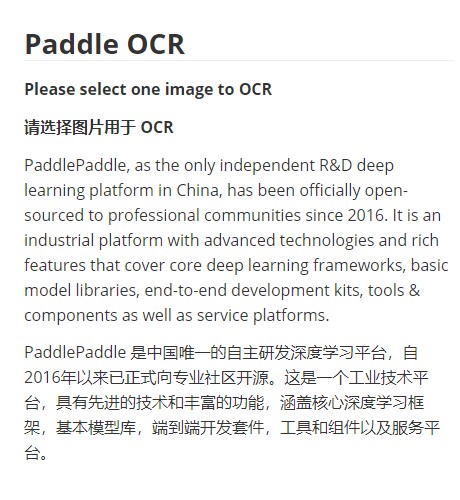 Paddle OCR
Please select one image to OCR
请选择图片用于 OCR
PaddlePaddle, as the only independent R&D deep
learning platform in China, has been officially open-
sourced to professional communities since 2016. It is an
industrial platform with advanced technologies and rich
features that cover core deep learning frameworks, basic
model libraries, end-to-end development kits, tools &
components as well as service platforms.
PaddlePaddle 是中国唯一的自主研发深度学习平台，自
2016年以来已正式向专业社区开源。这是一个工业技术平
台，具有先进的技术和丰富的功能，涵盖核心深度学习框
架，基本模型库，端到端开发套件，工具和组件以及服务平
台。